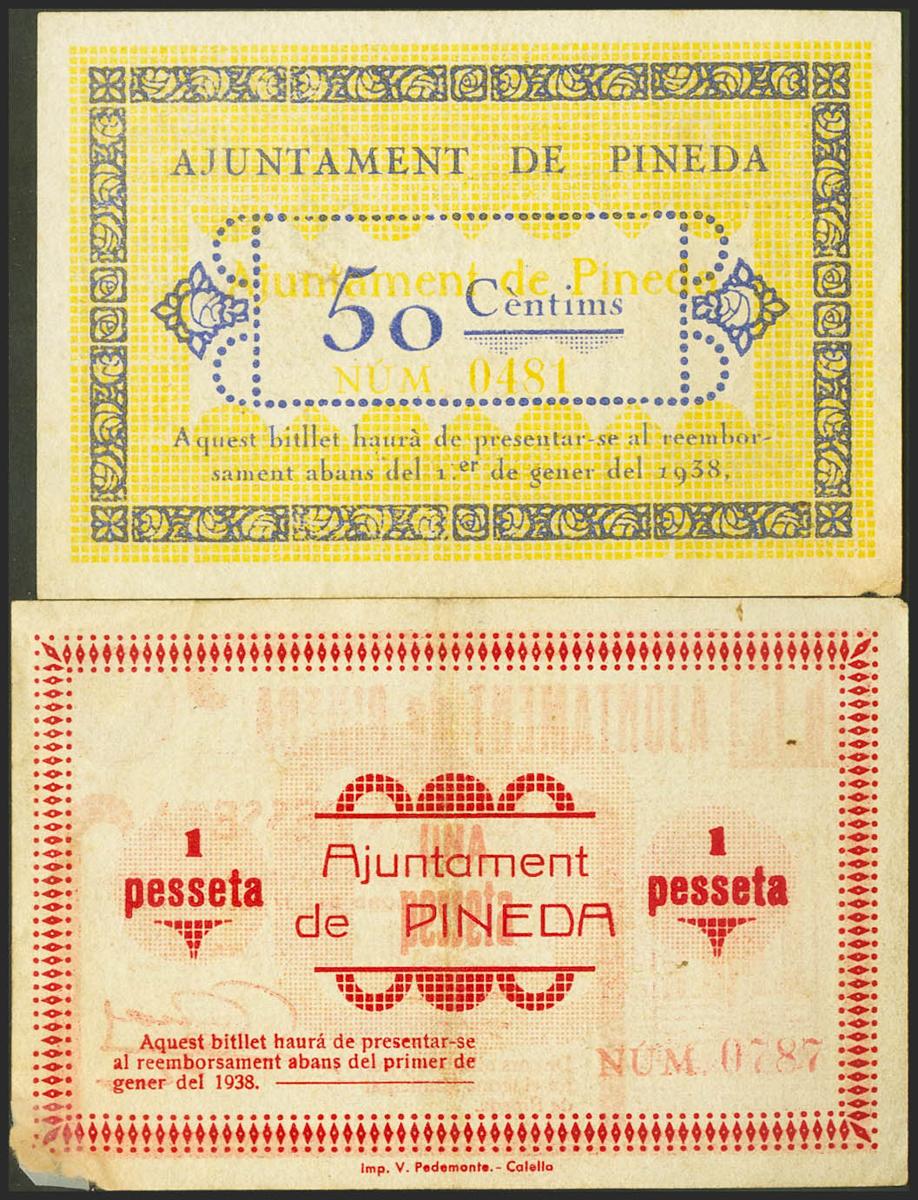 AJUNTAMENT DE PINEDA
Ajuntament de Pineda
50 Cèntims
NÚM. 0481
Aquest bitllet haurà de presentar-se al reembor-
sament abans del 1.er de gener del 1938,
1
pesseta
Ajuntament
de PINEDA
1
pesseta
Aquest bitllet haurá de presentar-se
al reemborsament abans del primer de
gener del 1938.
NÚM. 0787
Imp. V. Pedemonte. - Calella